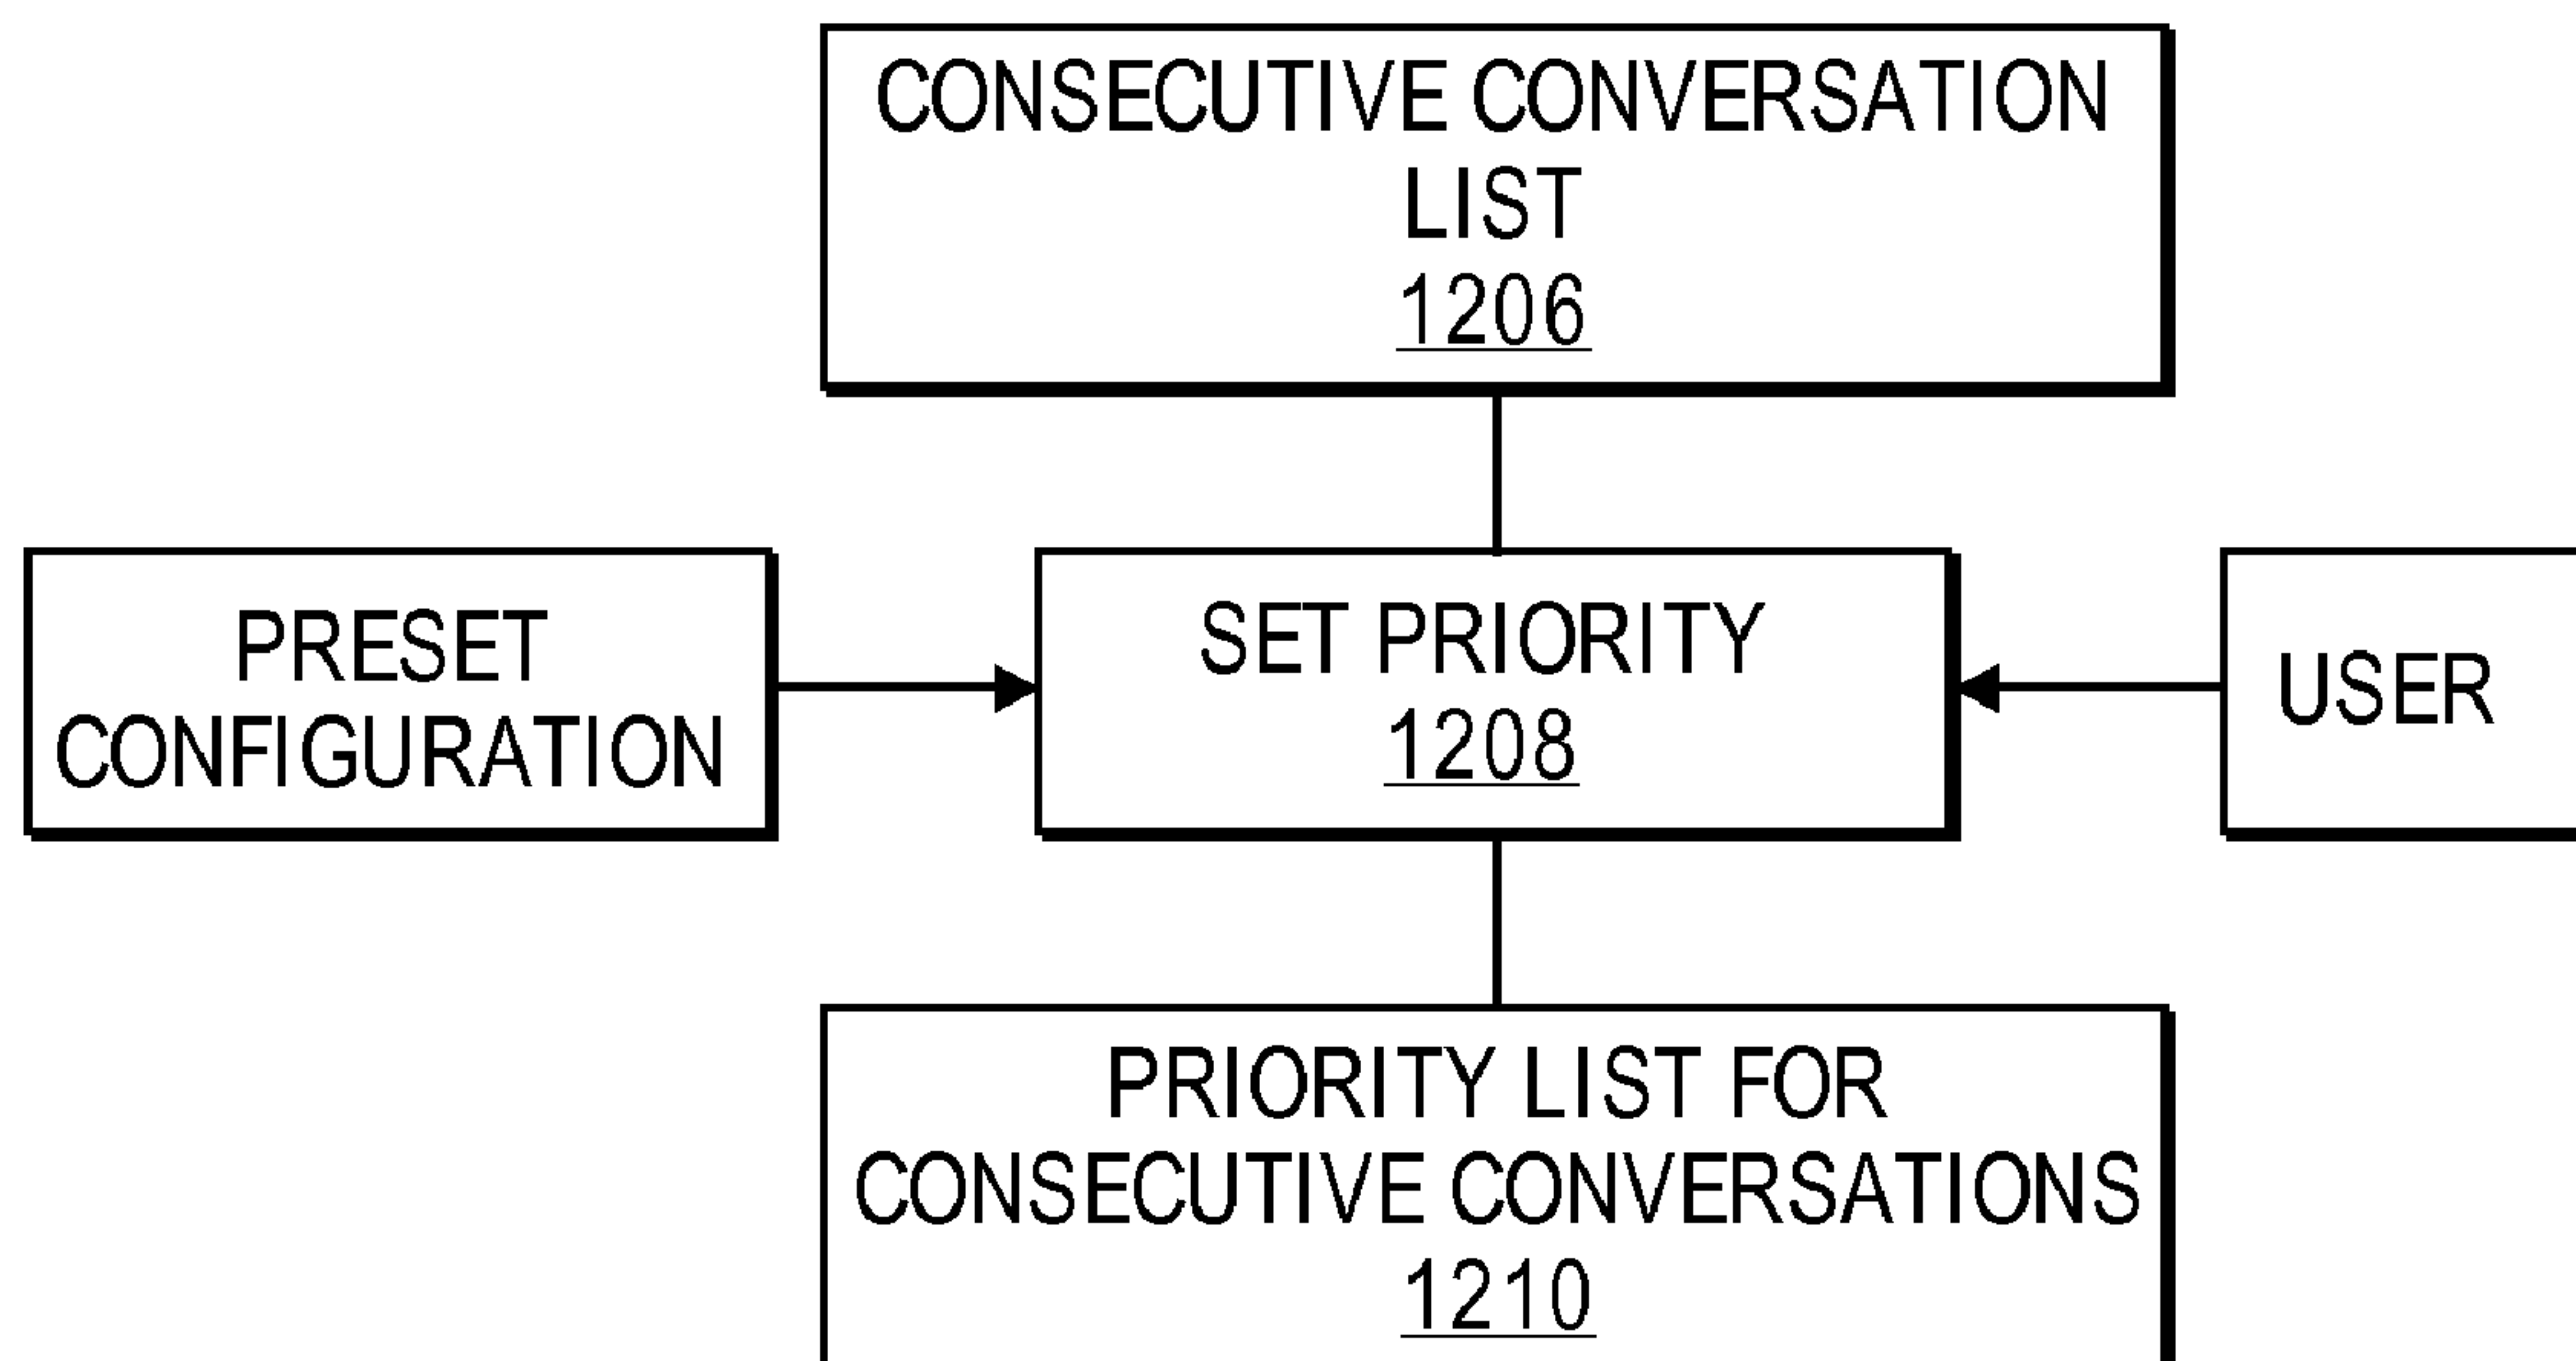 CONSECUTIVE CONVERSATION
LIST
1206
PRESET
CONFIGURATION
SET PRIORITY
1208
USER
PRIORITY LIST FOR
CONSECUTIVE CONVERSATIONS
1210